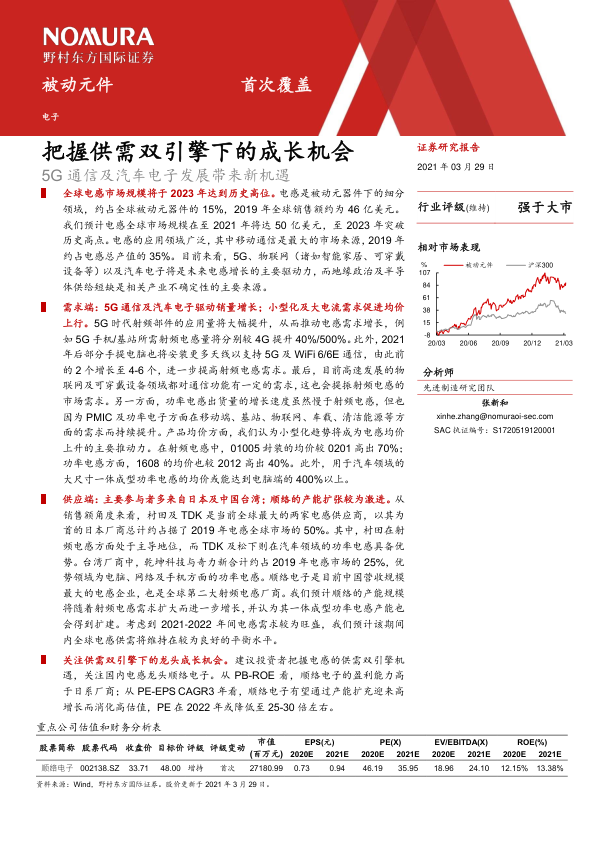 NOMURA
野村东方国际证券
被动元件
首次覆盖
电子
把握供需双引擎下的成长机会
5G 通信及汽车电子发展带来新机遇
全球电感市场规模将于 2023 年达到历史高位。电感是被动元器件下的细分
领域，约占全球被动元器件的 15%，2019 年全球销售额约为 46 亿美元。
我们预计电感全球市场规模在至 2021 年将达 50 亿美元，至 2023 年突破
历史高点。电感的应用领域广泛，其中移动通信是最大的市场来源，2019 年
约占电感总产值的 35%。目前来看，5G、物联网（诸如智能家居、可穿戴
设备等）以及汽车电子将是未来电感增长的主要驱动力，而地缘政治及半导
体供给短缺是相关产业不确定性的主要来源。
需求端：5G 通信及汽车电子驱动销量增长；小型化及大电流需求促进均价
上行。5G 时代射频部件的应用量将大幅提升，从而推动电感需求增长，例
如 5G 手机/基站所需射频电感量将分别较 4G 提升 40%/500%。此外，2021
年后部分手提电脑也将安装更多天线以支持 5G 及 WiFi 6/6E 通信，由此前
的 2 个增长至 4-6 个，进一步提高射频电感需求。最后，目前高速发展的物
联网及可穿戴设备领域都对通信功能有一定的需求，这也会提振射频电感的
市场需求。另一方面，功率电感出货量的增长速度虽然慢于射频电感，但也
因为 PMIC 及功率电子方面在移动端、基站、物联网、车载、清洁能源等方
面的需求而持续提升。产品均价方面，我们认为小型化趋势将成为电感均价
上升的主要推动力。在射频电感中，01005 封装的均价较 0201 高出 70%；
功率电感方面，1608 的均价也较 2012 高出 40%。此外，用于汽车领域的
大尺寸一体成型功率电感的均价或能达到电脑端的 400%以上。
供应端：主要参与者多来自日本及中国台湾；顺络的产能扩张较为激进。从
销售额角度来看，村田及 TDK 是当前全球最大的两家电感供应商，以其为
首的日本厂商总计约占据了 2019 年电感全球市场的 50%。其中，村田在射
频电感方面处于主导地位，而 TDK 及松下则在汽车领域的功率电感具备优
势。台湾厂商中，乾坤科技与奇力新合计约占 2019 年电感市场的 25%，优
势领域为电脑、网络及手机方面的功率电感。顺络电子是目前中国营收规模
最大的电感企业，也是全球第二大射频电感厂商。我们预计顺络的产能规模
将随着射频电感需求扩大而进一步增长，并认为其一体成型功率电感产能也
会得到扩建。考虑到 2021-2022 年间电感需求较为旺盛，我们预计该期间
内全球电感供需将维持在较为良好的平衡水平。
关注供需双引擎下的龙头成长机会。建议投资者把握电感的供需双引擎机
遇，关注国内电感龙头顺络电子。从 PB-ROE 看，顺络电子的盈利能力高
于日系厂商；从 PE-EPS CAGR3 年看，顺络电子有望通过产能扩充迎来高
增长而消化高估值，PE 在 2022 年或降低至 25-30 倍左右。
证券研究报告
2021 年 03 月 29 日
行业评级(维持) 强于大市
相对市场表现
% 被动元件 沪深300
107
84
61
38
15
-8
20/03 20/06 20/09 20/12 21/03
分析师
先进制造研究团队
张新和
xinhe.zhang@nomuraoi-sec.com
SAC 执证编号：S1720519120001
重点公司估值和财务分析表
股票简称 股票代码 收盘价 目标价 评级 评级变动 市值(百万元) EPS(元) PE(X) EV/EBITDA(X) ROE(%)
2020E 2021E 2020E 2021E 2020E 2021E 2020E 2021E
顺络电子 002138.SZ 33.71 48.00 增持 首次 27180.99 0.73 0.94 46.19 35.95 18.96 24.10 12.15% 13.38%
资料来源：Wind，野村东方国际证券。股价更新于 2021 年 3 月 29 日。